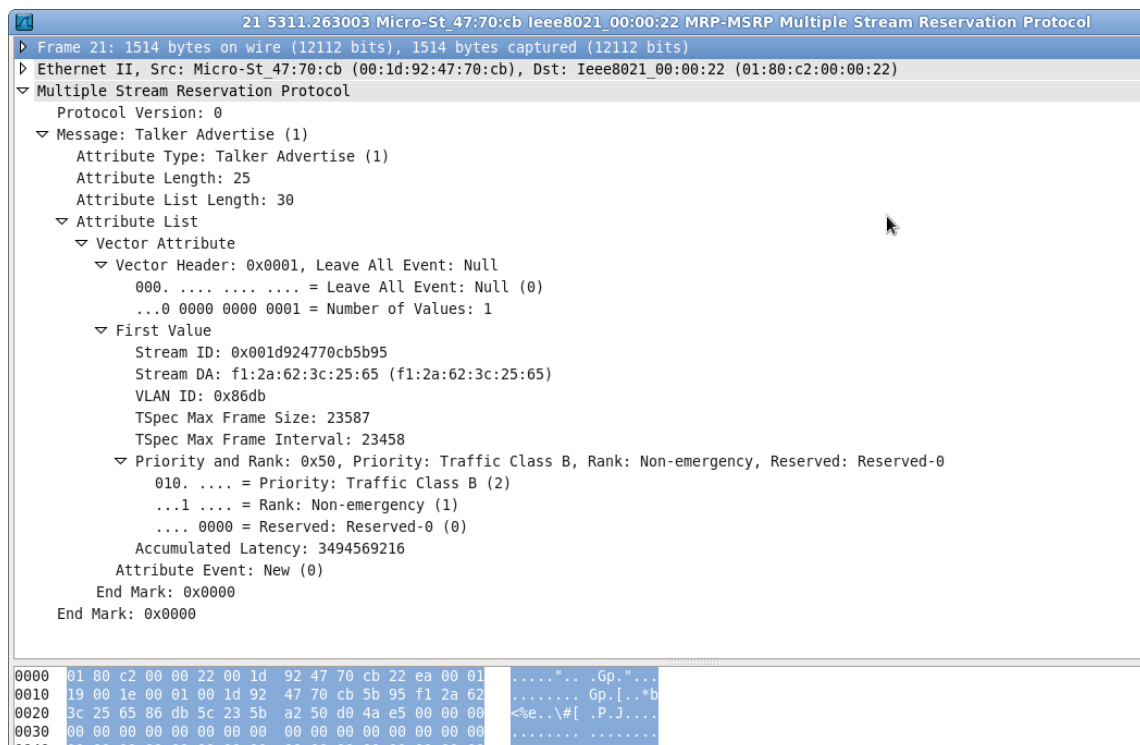 21 5311.263003 Micro-St_47:70:cb Ieee8021_00:00:22 MRP-MSRP Multiple Stream Reservation Protocol
Frame 21: 1514 bytes on wire (12112 bits), 1514 bytes captured (12112 bits)
Ethernet II, Src: Micro-St_47:70:cb (00:1d:92:47:70:cb), Dst: Ieee8021_00:00:22 (01:80:c2:00:00:22)
Multiple Stream Reservation Protocol
Protocol Version: 0
Message: Talker Advertise (1)
Attribute Type: Talker Advertise (1)
Attribute Length: 25
Attribute List Length: 30
Attribute List
Vector Attribute
Vector Header: 0x0001, Leave All Event: Null
000. .... .... .... = Leave All Event: Null (0)
...0 0000 0000 0001 = Number of Values: 1
First Value
Stream ID: 0x001d924770cb5b95
Stream DA: f1:2a:62:3c:25:65 (f1:2a:62:3c:25:65)
VLAN ID: 0x86db
TSpec Max Frame Size: 23587
TSpec Max Frame Interval: 23458
Priority and Rank: 0x50, Priority: Traffic Class B, Rank: Non-emergency, Reserved: Reserved-0
010. .... = Priority: Traffic Class B (2)
...1 .... = Rank: Non-emergency (1)
.... 0000 = Reserved: Reserved-0 (0)
Accumulated Latency: 3494569216
Attribute Event: New (0)
End Mark: 0x0000
End Mark: 0x0000
0000 01 80 c2 00 00 22 00 1d 92 47 70 cb 22 ea 00 01 .....".. .Gp."...
0010 19 00 1e 00 01 00 1d 92 47 70 cb 5b 95 f1 2a 62 ........ Gp.[..*b
0020 3c 25 65 86 db 5c 23 5b a2 50 d0 4a e5 00 00 00 <%e..\#[ .P.J....
0030 00 00 00 00 00 00 00 00 00 00 00 00 00 00 00 00 ........ ........